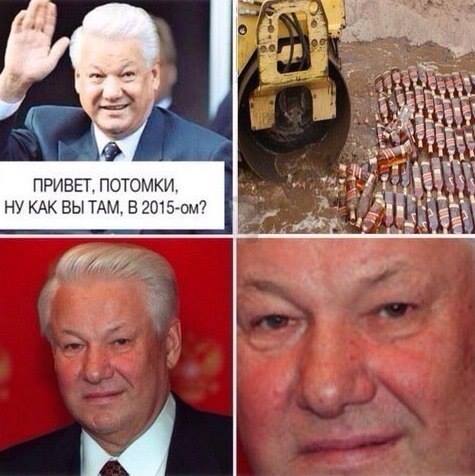 ПРИВЕТ, ПОТОМКИ,
НУ КАК ВЫ ТАМ, В 2015-ом?